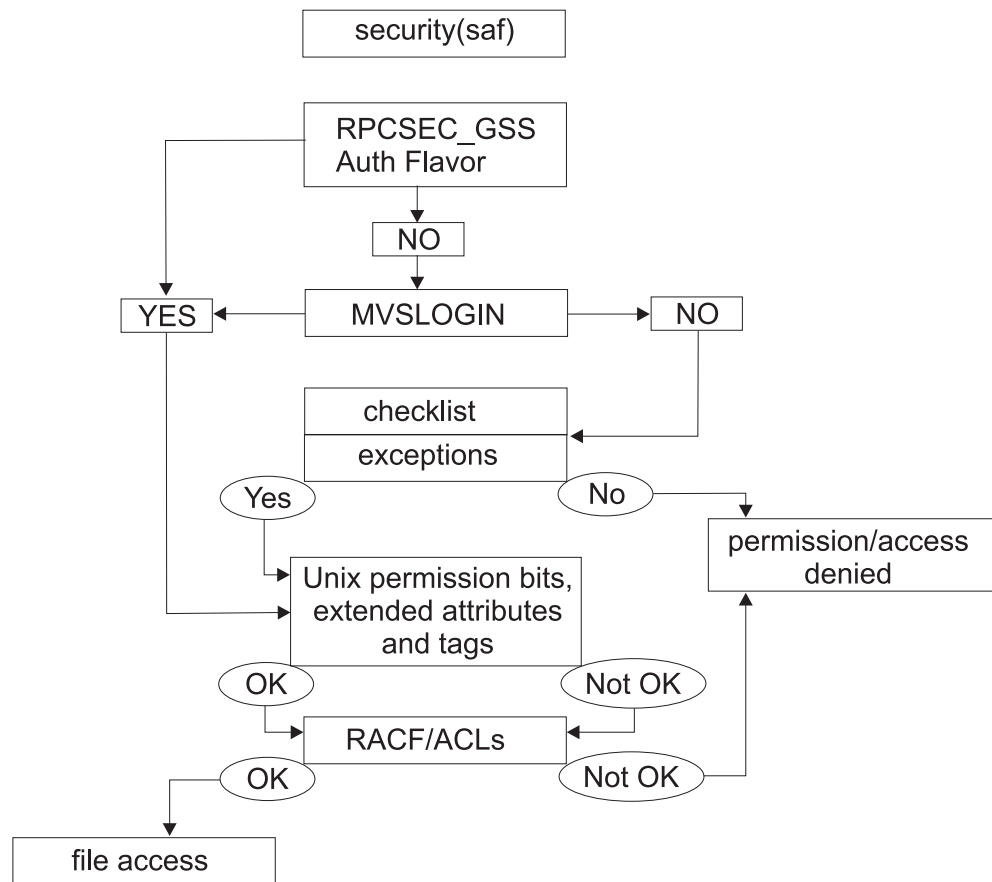 security(saf)
RPCSEC_GSS
Auth Flavor
NO
YES
MVSLOGIN
NO
checklist
exceptions
Yes
No
permission/access
denied
Unix permission bits,
extended attributes
and tags
OK
Not OK
RACF/ACLs
OK
Not OK
file access